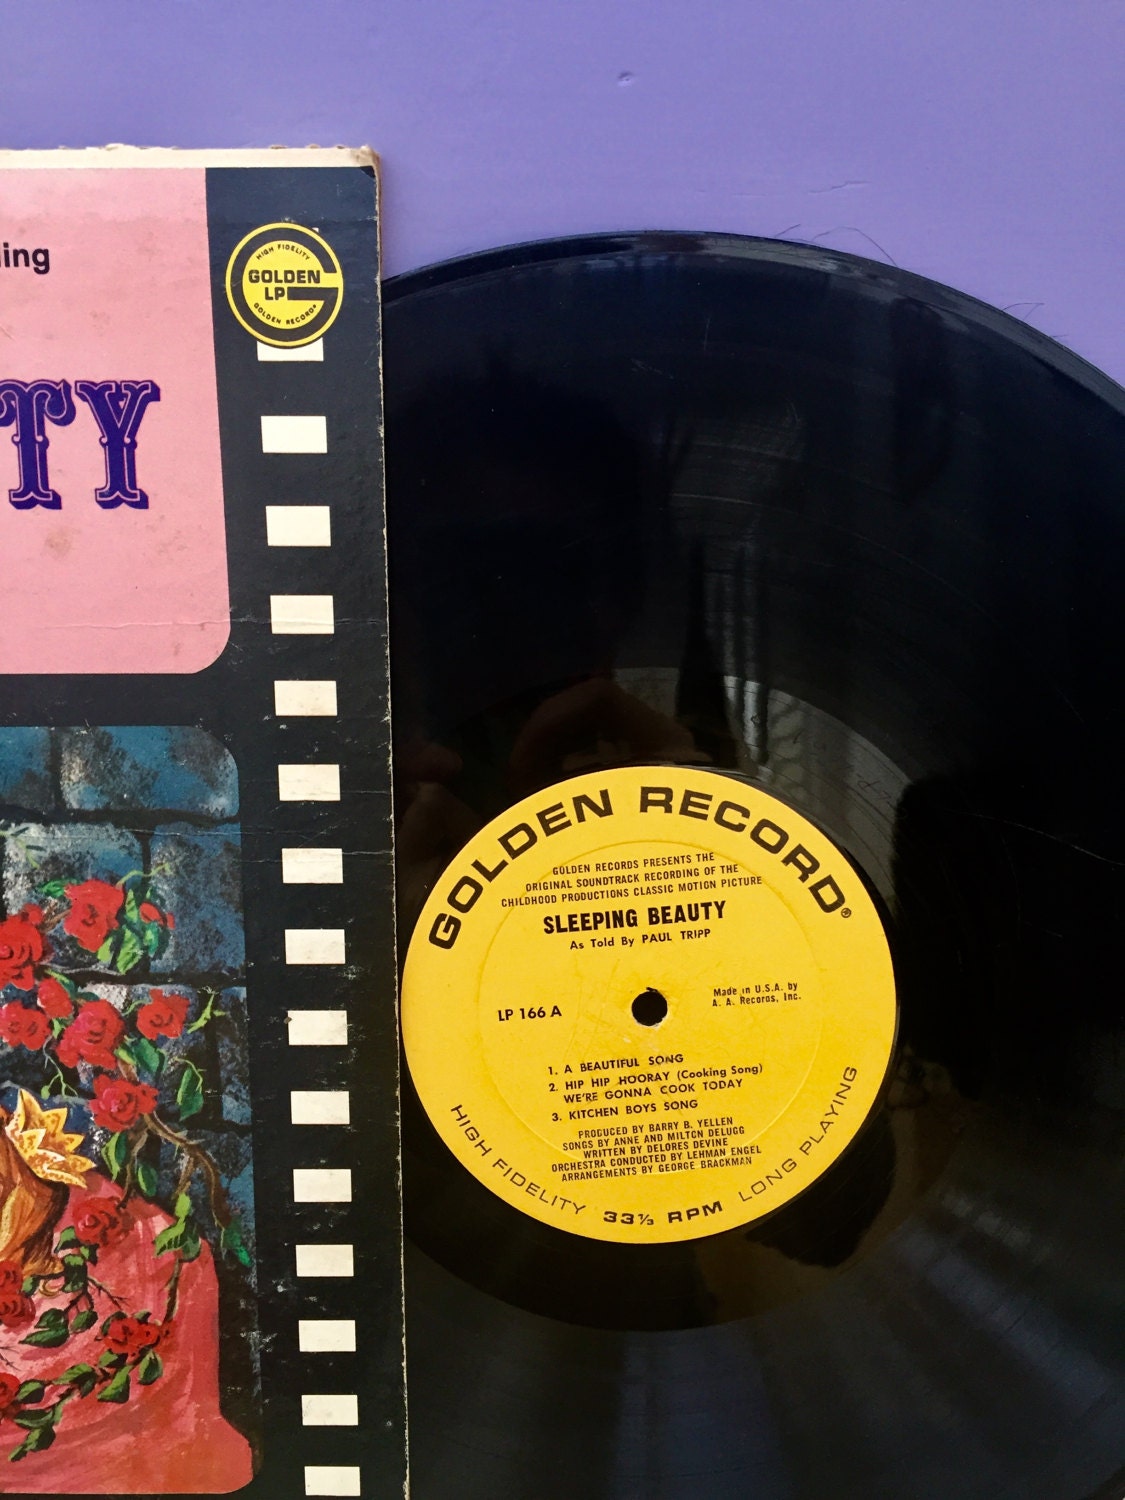 ling
TY
HIGH FIDELITY
GOLDEN
LP
GOLDEN RECORD®
GOLDEN RECORD®
GOLDEN RECORDS PRESENTS THE
ORIGINAL SOUNDTRACK RECORDING OF THE
CHILDHOOD PRODUCTIONS CLASSIC MOTION PICTURE
SLEEPING BEAUTY
As Told By PAUL TRIPP
Made in U.S.A. by
A. A. Records, Inc.
LP 166 A
1. A BEAUTIFUL SONG
2. HIP HIP HOORAY (Cooking Song)
WE'RE GONNA COOK TODAY
3. KITCHEN BOYS SONG
PRODUCED BY BARRY B. YELLEN
SONGS BY ANNE AND MILTON DELUGG
WRITTEN BY DELORES DEVINE
ORCHESTRA CONDUCTED BY LEHMAN ENGEL
ARRANGEMENTS BY GEORGE BRACKMAN
HIGH FIDELITY 33⅓ RPM LONG PLAYING